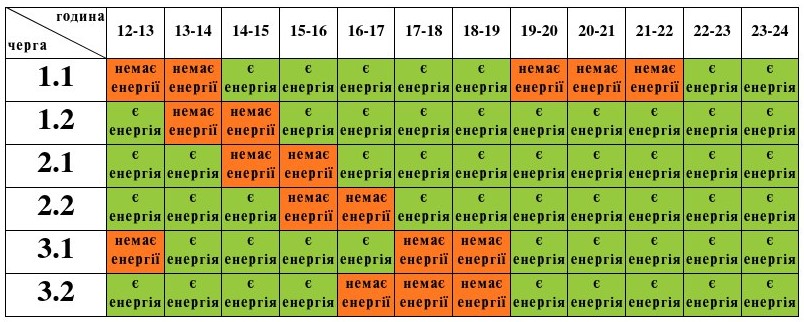 година 12-13 13-14 14-15 15-16 16-17 17-18 18-19 19-20 20-21 21-22 22-23 23-24
черга
1.1 немає немає є є є є є немає немає немає є є
енергії енергії енергія енергія енергія енергія енергія енергії енергії енергії енергія енергія
1.2 є немає немає є є є є є є є є є
енергія енергії енергії енергія енергія енергія енергія енергія енергія енергія енергія енергія
2.1 є є немає немає є є є є є є є є
енергія енергія енергії енергії енергія енергія енергія енергія енергія енергія енергія енергія
2.2 є є є немає немає є є є є є є є
енергія енергія енергія енергії енергії енергія енергія енергія енергія енергія енергія енергія
3.1 немає є є є є немає немає є є є є є
енергії енергія енергія енергія енергія енергії енергії енергія енергія енергія енергія енергія
3.2 є є є є немає немає немає є є є є є
енергія енергія енергія енергія енергії енергії енергії енергія енергія енергія енергія енергія